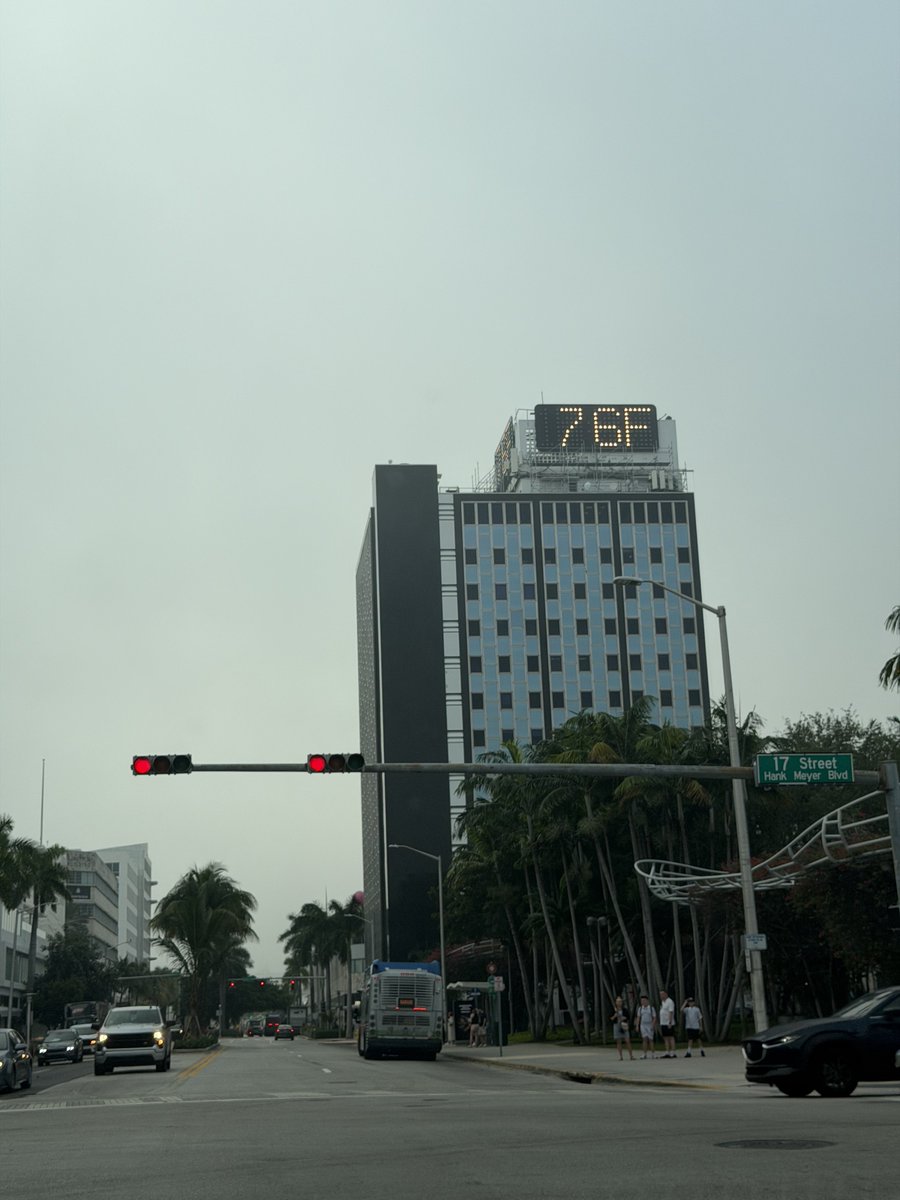 76F
17 Street
Hank Meyer Blvd